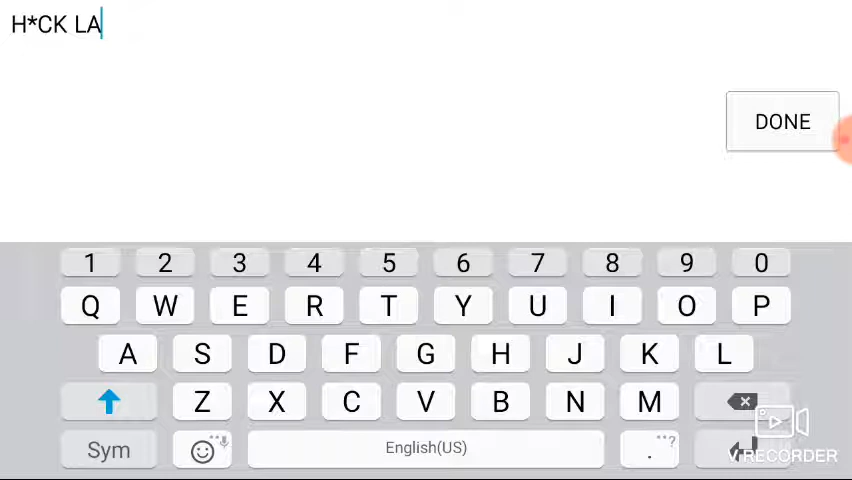 H*CK LA
DONE
1 2 3 4 5 6 7 8 9 0
Q W E R T Y U I O P
A S D F G H J K L
Z X C V B N M
Sym English(US) . ?
V RECORDER